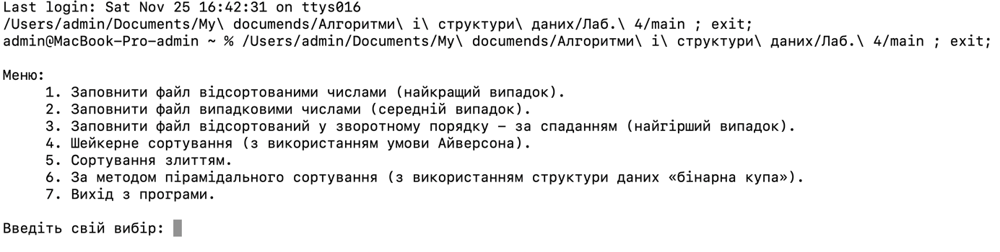 Last login: Sat Nov 25 16:42:31 on ttys016
/Users/admin/Documents/My\ documends/Алгоритми\ і\ структури\ даних/Лаб.\ 4/main ; exit;
admin@MacBook-Pro-admin ~ % /Users/admin/Documents/My\ documends/Алгоритми\ і\ структури\ даних/Лаб.\ 4/main ; exit;
Меню:
1. Заповнити файл відсортованими числами (найкращий випадок).
2. Заповнити файл випадковими числами (середній випадок).
3. Заповнити файл відсортований у зворотному порядку – за спаданням (найгірший випадок).
4. Шейкерне сортування (з використанням умови Айверсона).
5. Сортування злиттям.
6. За методом пірамідального сортування (з використанням структури даних «бінарна купа»).
7. Вихід з програми.
Введіть свій вибір: